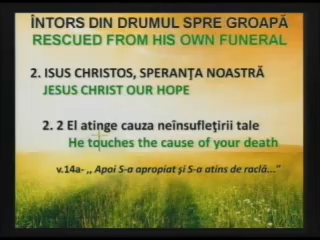 ÎNTORS DIN DRUMUL SPRE GROAPĂ
RESCUED FROM HIS OWN FUNERAL
2. ISUS CHRISTOS, SPERANŢA NOASTRĂ
JESUS CHRIST OUR HOPE
2. 2 El atinge cauza neînsufleţirii tale
He touches the cause of your death
v.14a- ,, Apoi S-a apropiat şi S-a atins de raclă..."